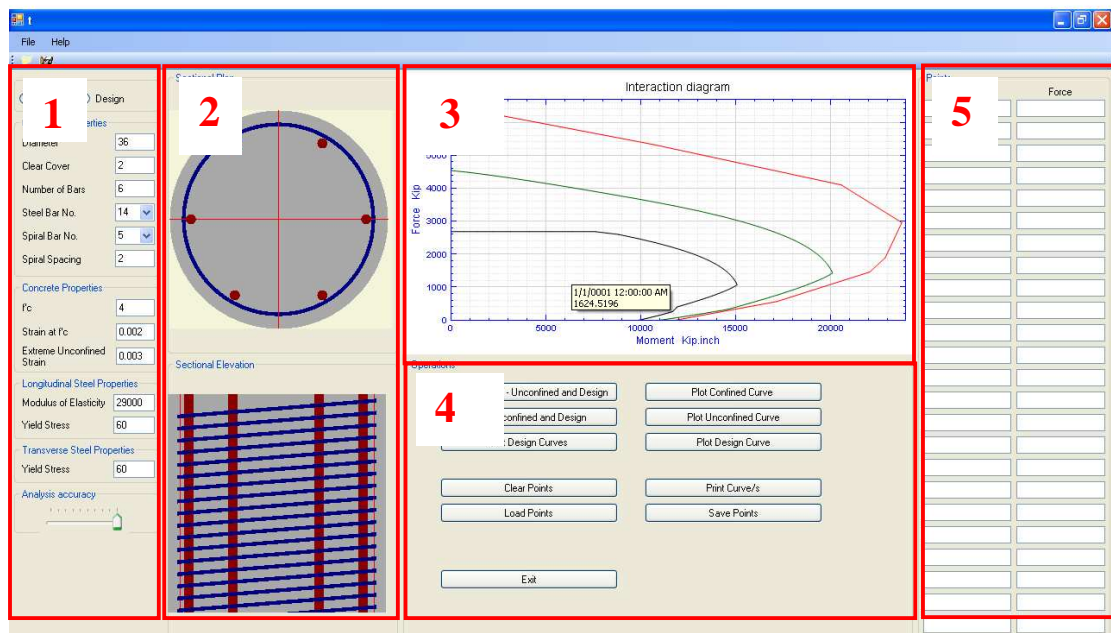 t
File Help
1
Design
Diameter 36
Clear Cover 2
Number of Bars 6
Steel Bar No. 14
Spiral Bar No. 5
Spiral Spacing 2
Concrete Properties
f'c 4
Strain at f'c 0.002
Extreme Unconfined
Strain 0.003
Longitudinal Steel Properties
Modulus of Elasticity 29000
Yield Stress 60
Transverse Steel Properties
Yield Stress 60
Analysis accuracy
2
Sectional Plan
Sectional Elevation
3
Interaction diagram
Force Kip
4000
3000
2000
1000
0
1/1/0001 12:00:00 AM
1624.5196
0 5000 10000 15000 20000
Moment Kip.inch
4
Operations
- Unconfined and Design
Plot Confined Curve
confined and Design
Plot Unconfined Curve
Design Curves
Plot Design Curve
Clear Points
Print Curve/s
Load Points
Save Points
Exit
5
Points
Force